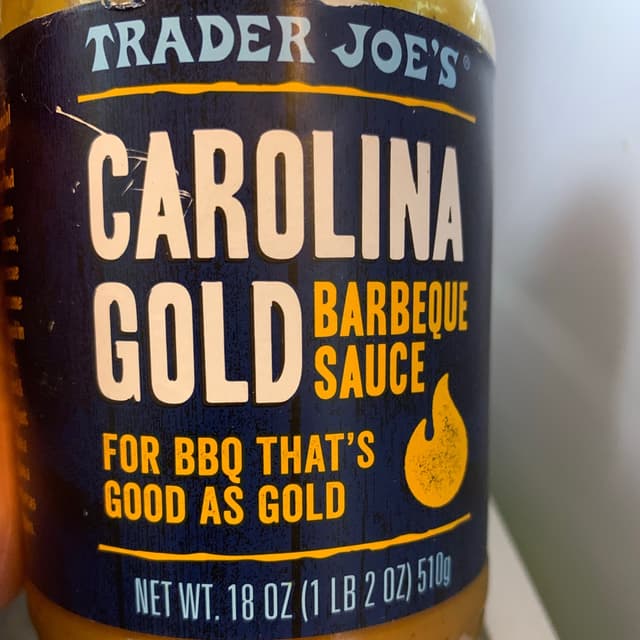 TRADER JOE'S®
CAROLINA
GOLD
BARBEQUE
SAUCE
FOR BBQ THAT'S
GOOD AS GOLD
NET WT. 18 OZ (1 LB 2 OZ) 510g